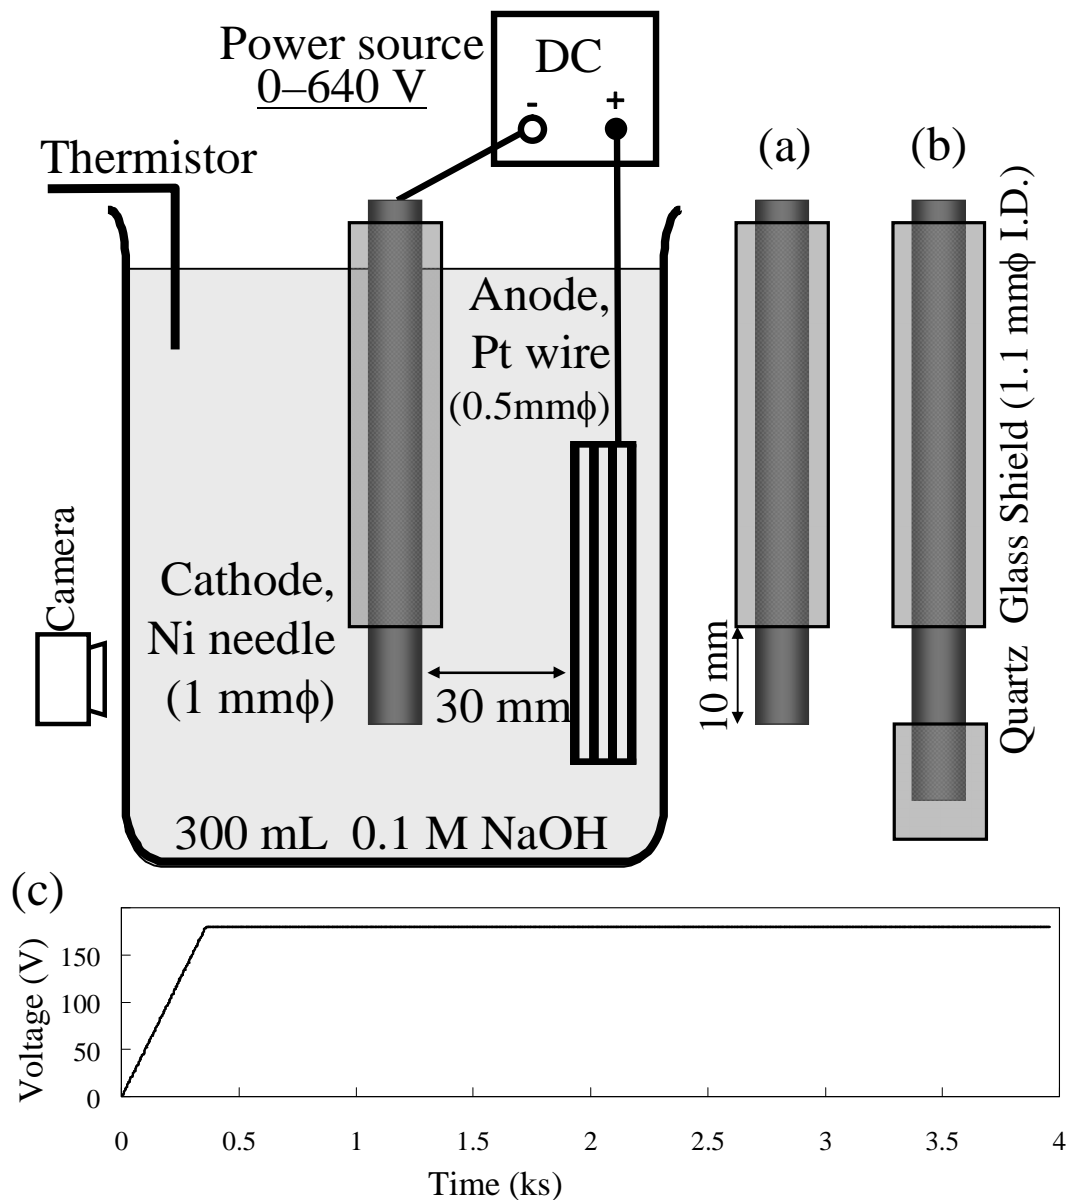 Power source
0–640 V
DC
- +
Thermistor
(a)
(b)
Anode,
Pt wire
(0.5mmϕ)
Camera
Cathode,
Ni needle
(1 mmϕ)
30 mm
10 mm
Quartz Glass Shield (1.1 mmϕ I.D.)
300 mL 0.1 M NaOH
(c)
Voltage (V)
150
100
50
0
0 0.5 1 1.5 2 2.5 3 3.5 4
Time (ks)